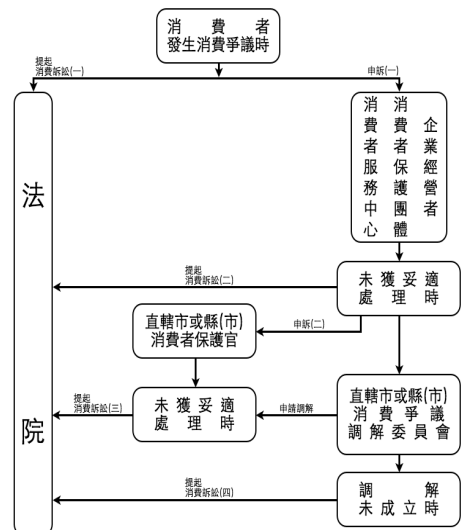 消費者
發生消費爭議時
提起
消費訴訟(一)
申訴(一)
法院
企業經營者
消費者保護團體
消費者服務中心
未獲妥適
處理時
提起
消費訴訟(二)
申訴(二)
直轄市或縣(市)
消費者保護官
未獲妥適
處理時
提起
消費訴訟(三)
申請調解
直轄市或縣(市)
消費爭議
調解委員會
調解
未成立時
提起
消費訴訟(四)